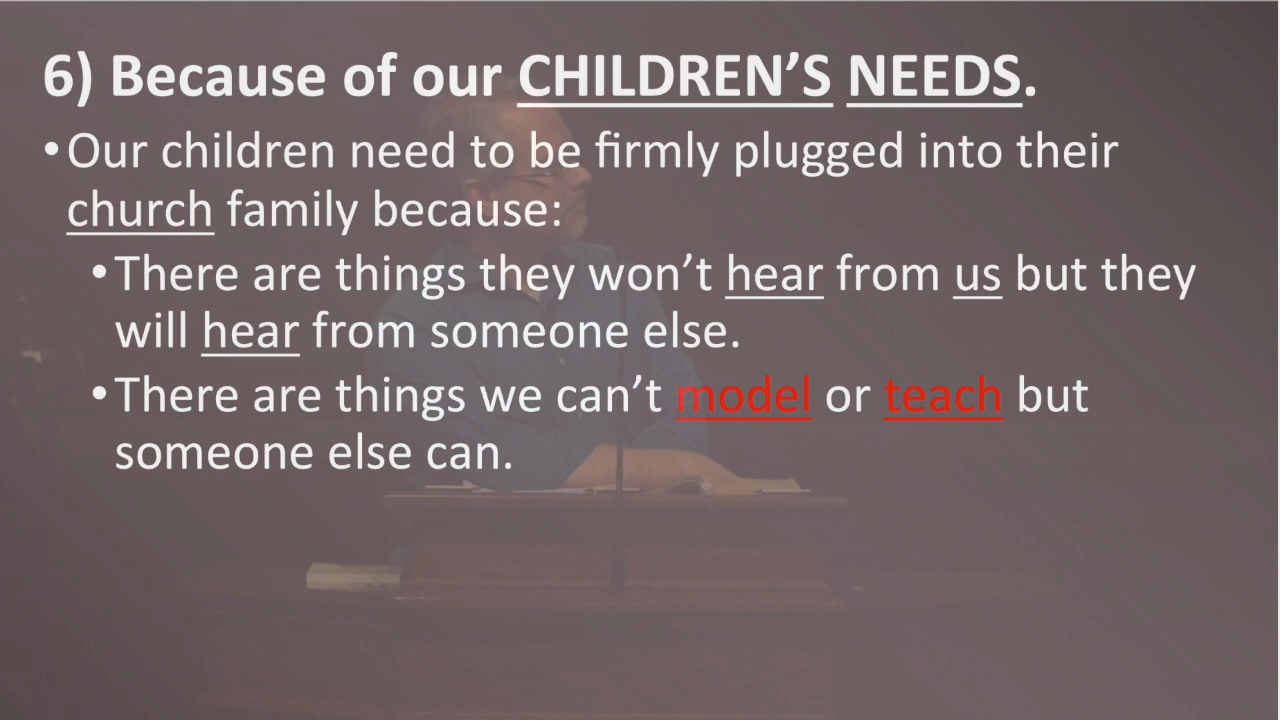 6) Because of our CHILDREN’S NEEDS.
•Our children need to be firmly plugged into their
church family because:
•There are things they won’t hear from us but they
will hear from someone else.
•There are things we can’t model or teach but
someone else can.